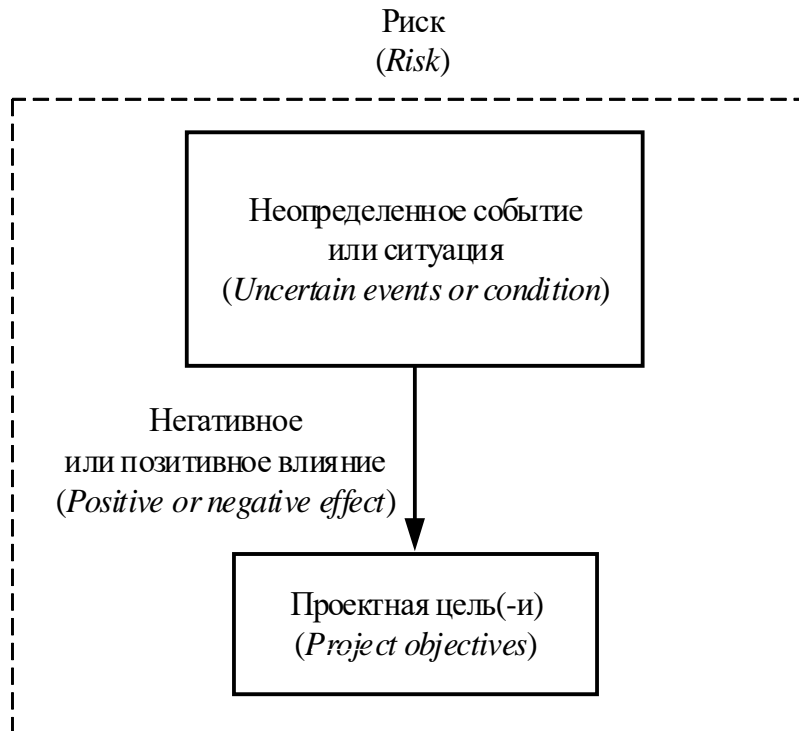 Риск
(Risk)
Неопределенное событие
или ситуация
(Uncertain events or condition)
Негативное
или позитивное влияние
(Positive or negative effect)
Проектная цель(-и)
(Project objectives)